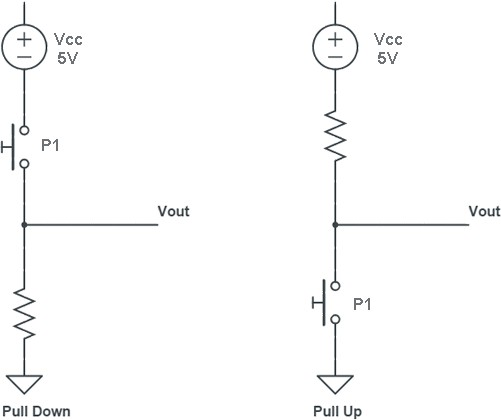 Vcc
5V
P1
Vout
Pull Down
Vcc
5V
Vout
P1
Pull Up